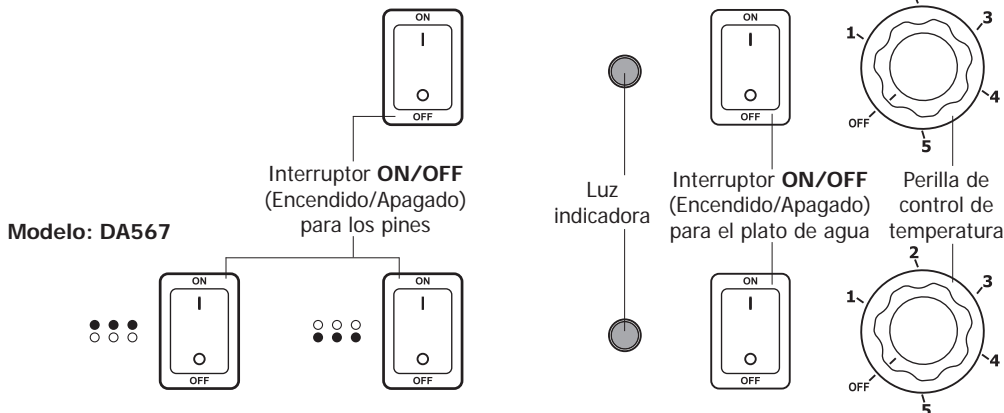 ON
OFF
ON
OFF
1
3
4
5
OFF
Interruptor ON/OFF
(Encendido/Apagado)
para los pines
Luz
indicadora
Interruptor ON/OFF
(Encendido/Apagado)
para el plato de agua
Perilla de
control de
temperatura
Modelo: DA567
ON
OFF
ON
OFF
ON
OFF
1
2
3
4
5
OFF